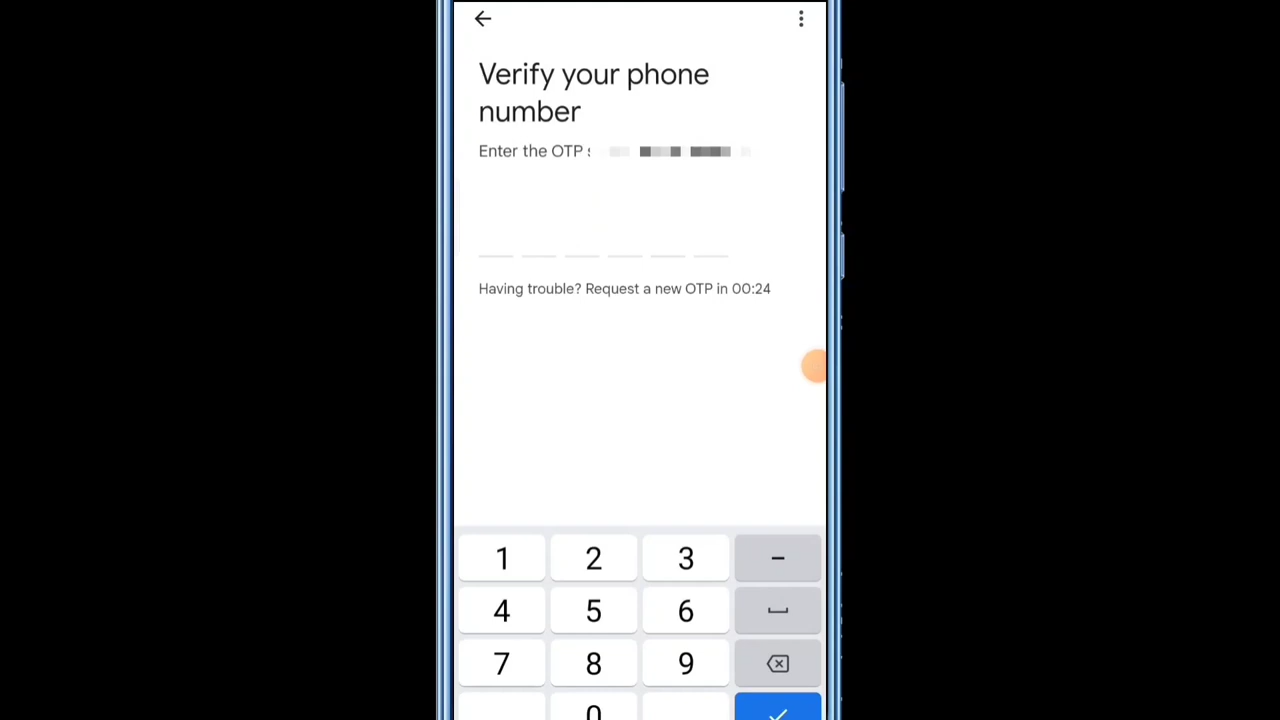 Verify your phone
number
Enter the OTP
Having trouble? Request a new OTP in 00:24
1 2 3 -
4 5 6
7 8 9
0